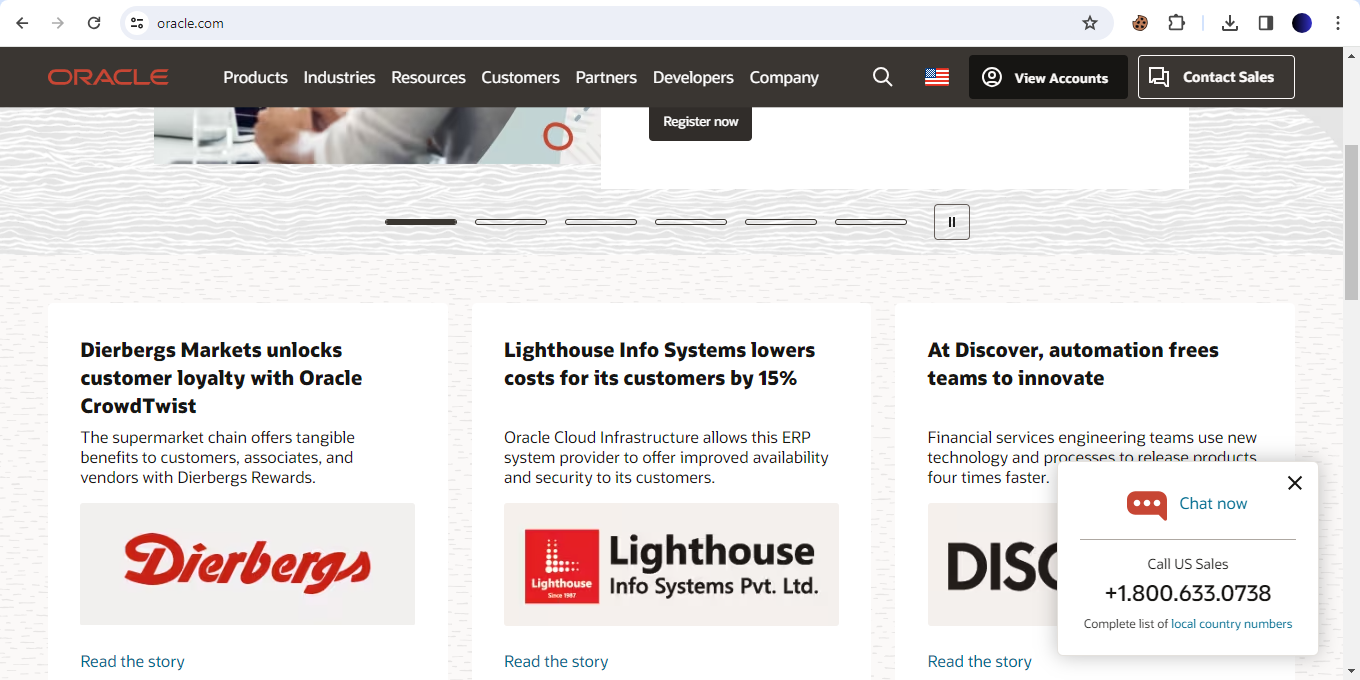 oracle.com
ORACLE
Products Industries Resources Customers Partners Developers Company
View Accounts
Contact Sales
Register now
Dierbergs Markets unlocks
customer loyalty with Oracle
CrowdTwist
The supermarket chain offers tangible
benefits to customers, associates, and
vendors with Dierbergs Rewards.
Dierbergs
Read the story
Lighthouse Info Systems lowers
costs for its customers by 15%
Oracle Cloud Infrastructure allows this ERP
system provider to offer improved availability
and security to its customers.
Lighthouse
Since 1987
Lighthouse
Info Systems Pvt. Ltd.
Read the story
At Discover, automation frees
teams to innovate
Financial services engineering teams use new
technology and processes to release products
four times faster.
DISC
Read the story
Chat now
Call US Sales
+1.800.633.0738
Complete list of local country numbers